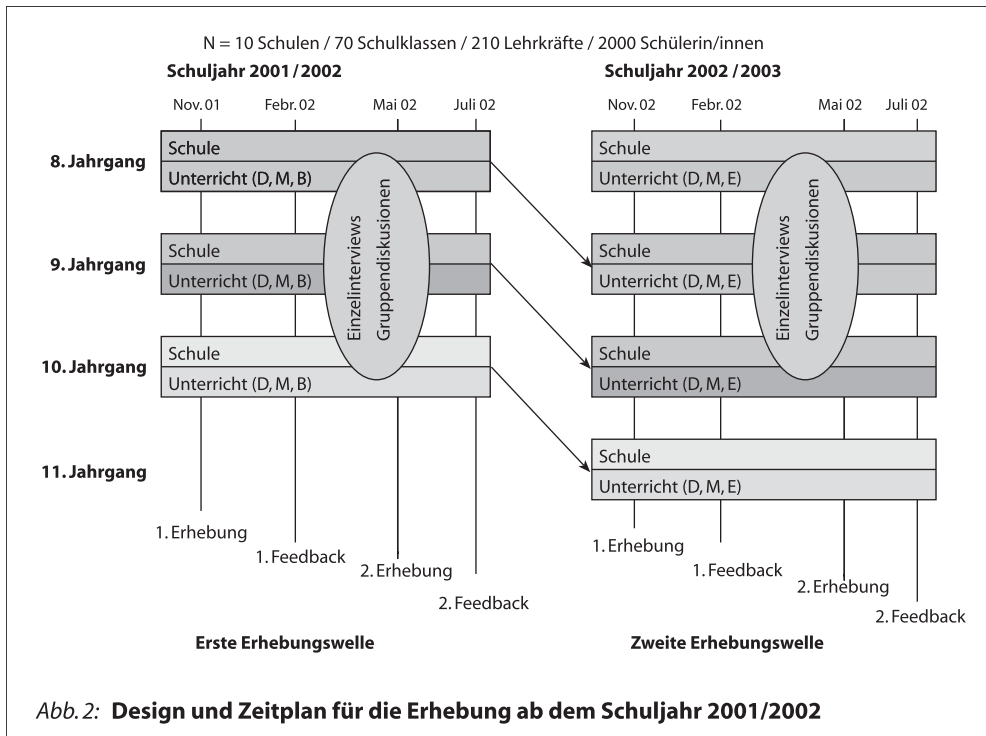 N = 10 Schulen / 70 Schulklassen / 210 Lehrkräfte / 2000 Schülerin/innen
Schuljahr 2001/2002
Schuljahr 2002/2003
Nov. 01
Febr. 02
Mai 02
Juli 02
Nov. 02
Febr. 02
Mai 02
Juli 02
8. Jahrgang
Schule
Unterricht (D, M, B)
Schule
Unterricht (D, M, E)
9. Jahrgang
Schule
Unterricht (D, M, B)
Schule
Unterricht (D, M, E)
Einzelinterviews
Gruppendiskusionen
Einzelinterviews
Gruppendiskusionen
10. Jahrgang
Schule
Unterricht (D, M, B)
Schule
Unterricht (D, M, E)
11. Jahrgang
Schule
Unterricht (D, M, E)
1. Erhebung
1. Feedback
2. Erhebung
2. Feedback
1. Erhebung
1. Feedback
2. Erhebung
2. Feedback
Erste Erhebungswelle
Zweite Erhebungswelle
Abb. 2: Design und Zeitplan für die Erhebung ab dem Schuljahr 2001/2002